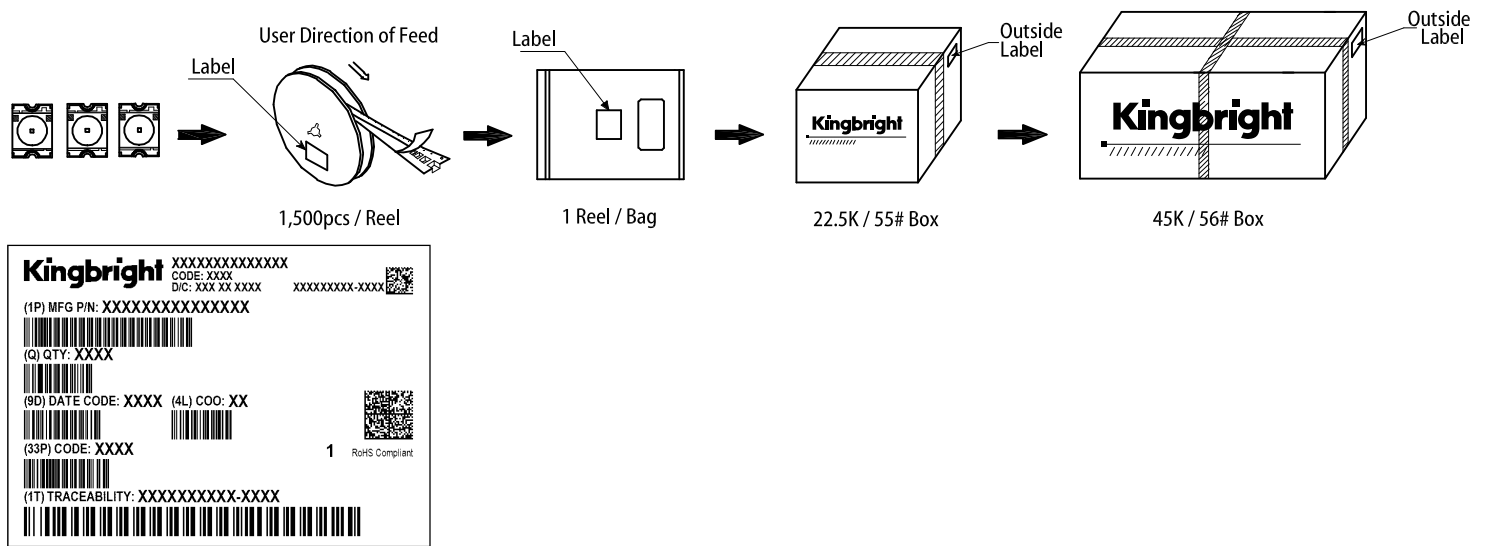 User Direction of Feed
Label
Label
Outside
Label
Outside
Label
Kingbright
Kingbright
1,500pcs / Reel
1 Reel / Bag
22.5K / 55# Box
45K / 56# Box
Kingbright
XXXXXXXXXXXXXX
CODE: XXXX
D/C: XXX XX XXXX XXXXXXXXX-XXXX
(1P) MFG P/N: XXXXXXXXXXXXXXX
(Q) QTY: XXXX
(9D) DATE CODE: XXXX (4L) COO: XX
(33P) CODE: XXXX
1 RoHS Compliant
(1T) TRACEABILITY: XXXXXXXXXX-XXXX